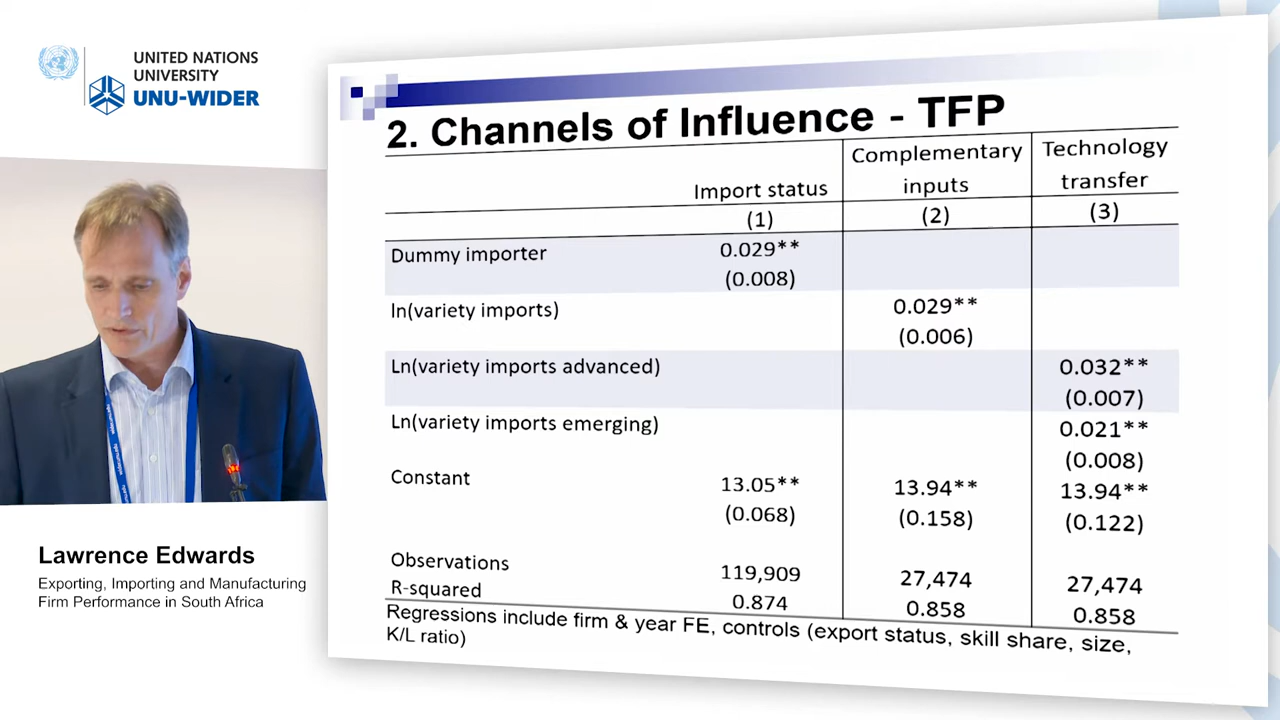 UNITED NATIONS
UNIVERSITY
UNU-WIDER
2. Channels of Influence - TFP
Import status
Complementary
inputs
Technology
transfer
(1)
(2)
(3)
Dummy importer
0.029**
(0.008)
ln(variety imports)
0.029**
(0.006)
Ln(variety imports advanced)
0.032**
(0.007)
Ln(variety imports emerging)
0.021**
(0.008)
Constant
13.05**
13.94**
13.94**
(0.068)
(0.158)
(0.122)
Observations
119,909
27,474
27,474
R-squared
0.874
0.858
0.858
Regressions include firm & year FE, controls (export status, skill share, size,
K/L ratio)
Lawrence Edwards
Exporting, Importing and Manufacturing
Firm Performance in South Africa